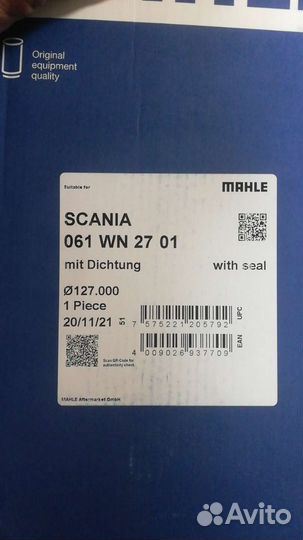 Original
equipment
quality
Suitable for
MAHLE
SCANIA
061 WN 27 01
mit Dichtung
with seal
Ø127.000
1 Piece
20/11/21
51
7 575221 205792
UPC
4 009026 937709
EAN
Scan QR-Code for
authenticity check.
MAHLE Aftermarket GmbH
Avito